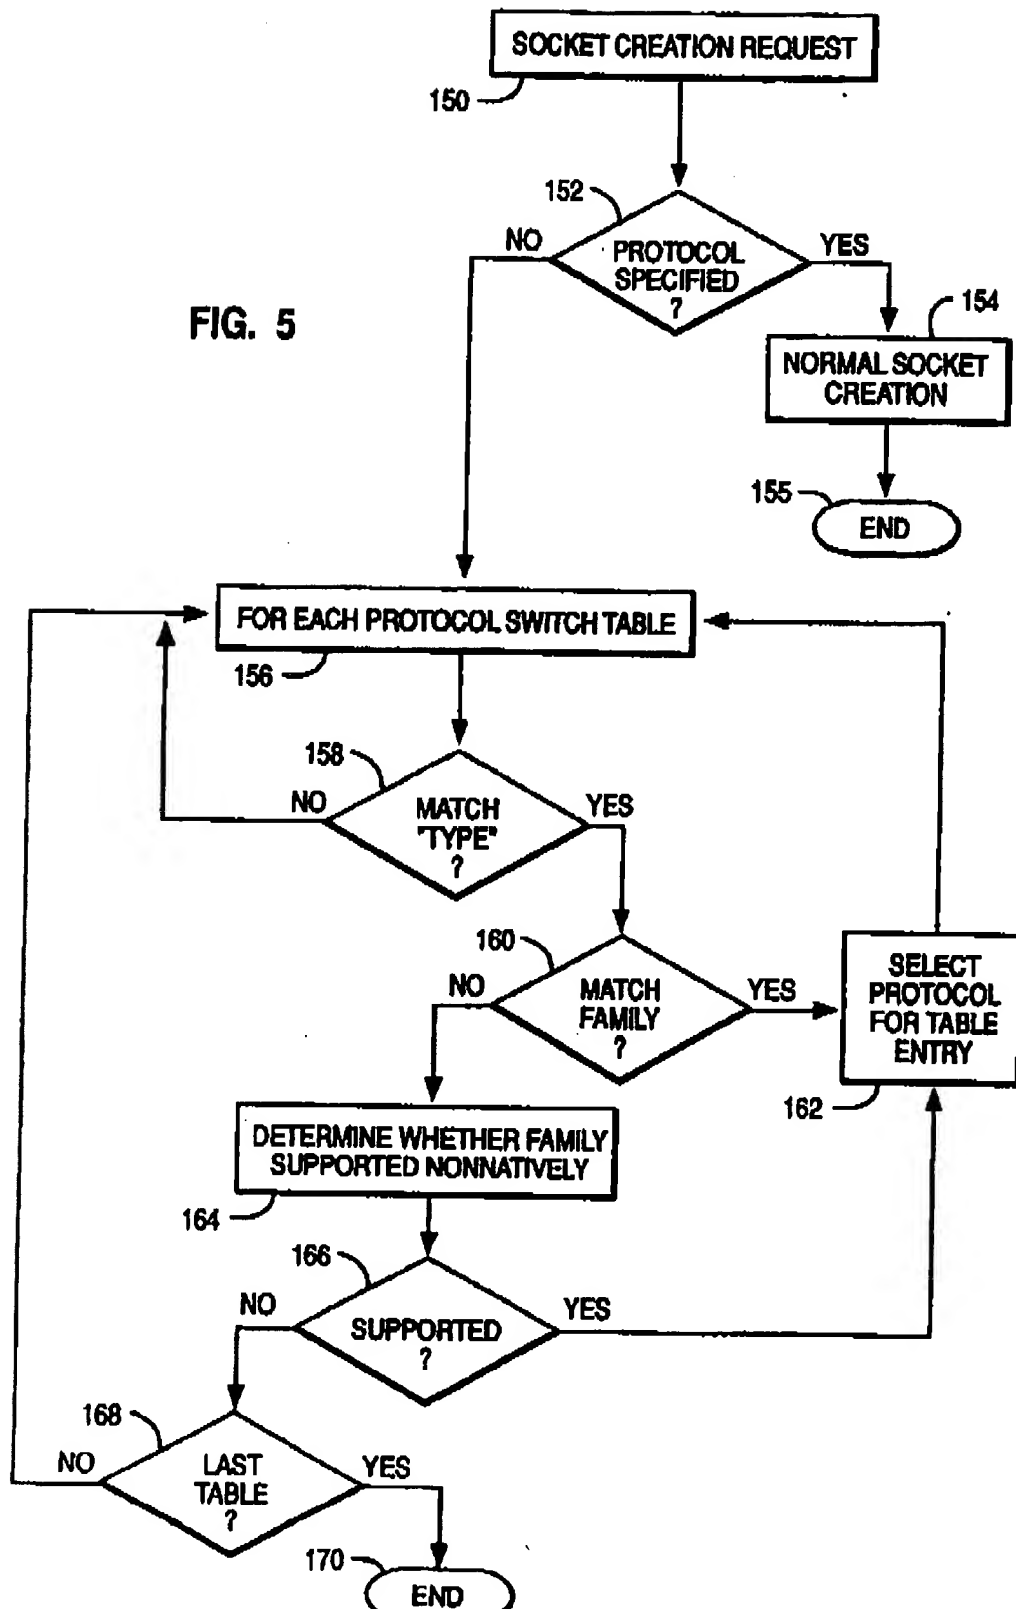 SOCKET CREATION REQUEST
150
152
NO
YES
PROTOCOL
SPECIFIED
?
FIG. 5
154
NORMAL SOCKET
CREATION
155
END
FOR EACH PROTOCOL SWITCH TABLE
156
158
NO
YES
MATCH
"TYPE"
?
160
NO
YES
MATCH
FAMILY
?
SELECT
PROTOCOL
FOR TABLE
ENTRY
162
DETERMINE WHETHER FAMILY
SUPPORTED NONNATIVELY
164
166
NO
YES
SUPPORTED
?
168
NO
YES
LAST
TABLE
?
170
END